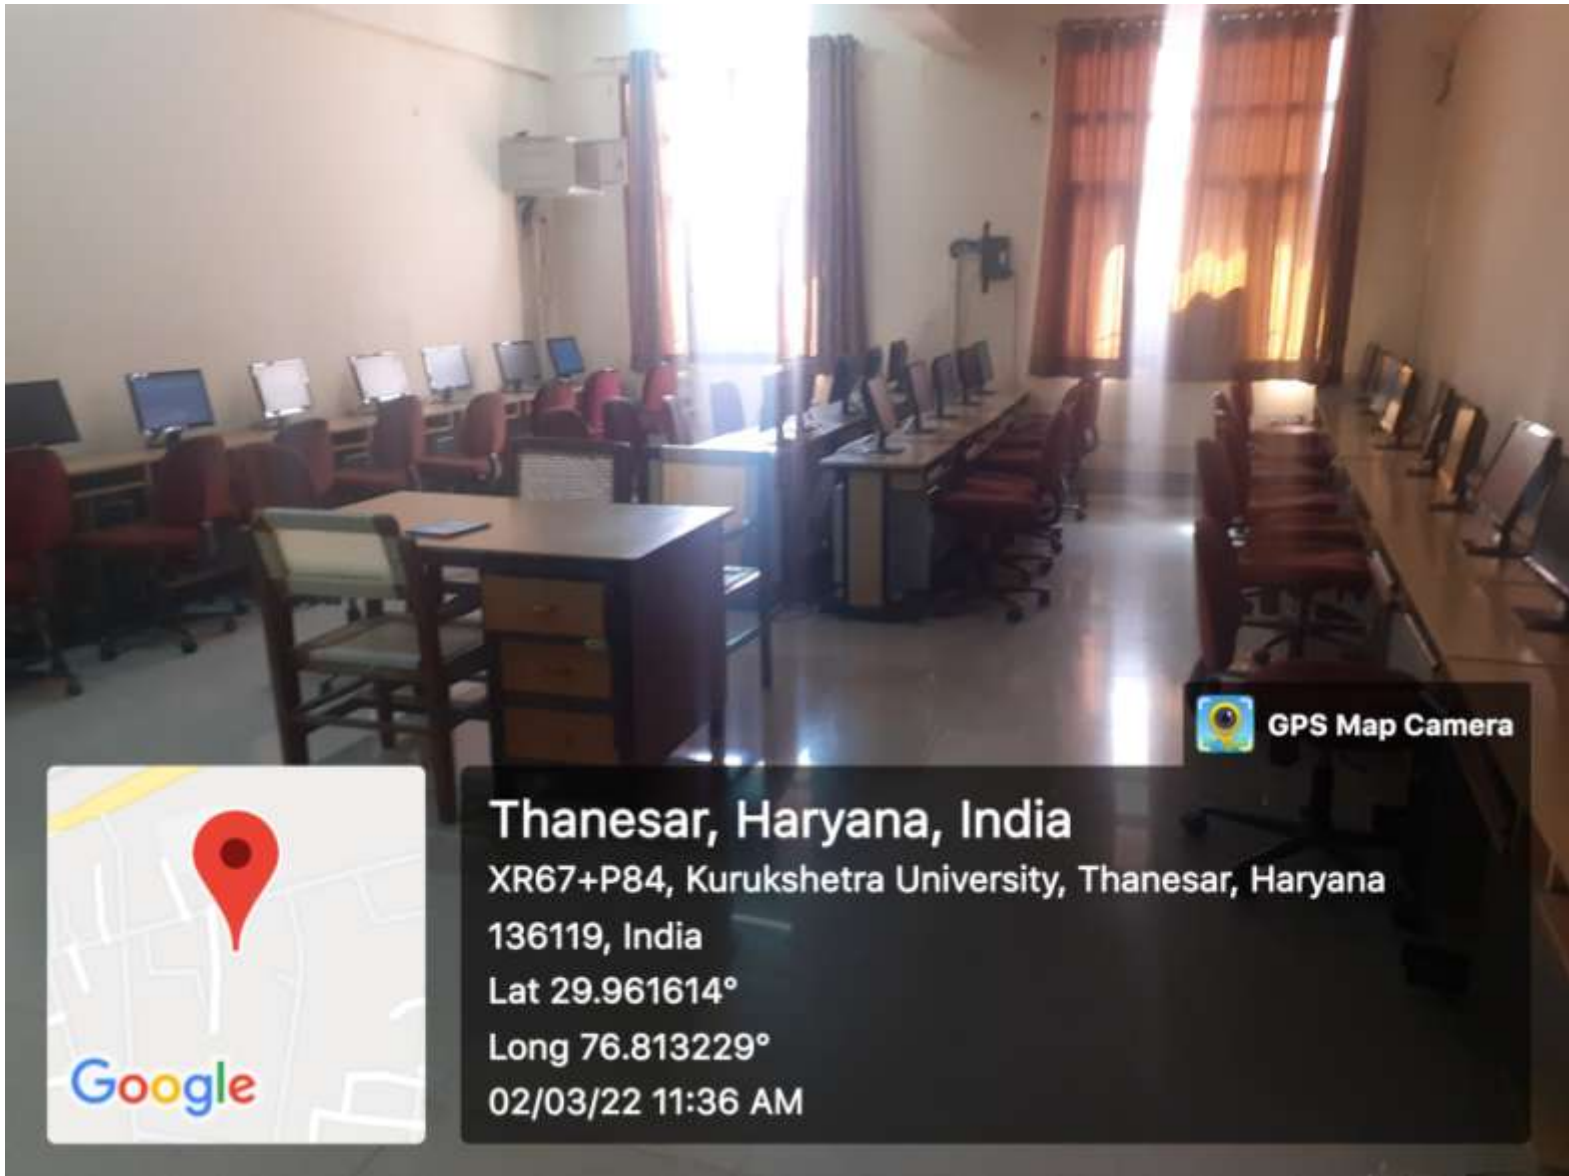 GPS Map Camera
Thanesar, Haryana, India
XR67+P84, Kurukshetra University, Thanesar, Haryana
136119, India
Lat 29.961614°
Long 76.813229°
02/03/22 11:36 AM
Google